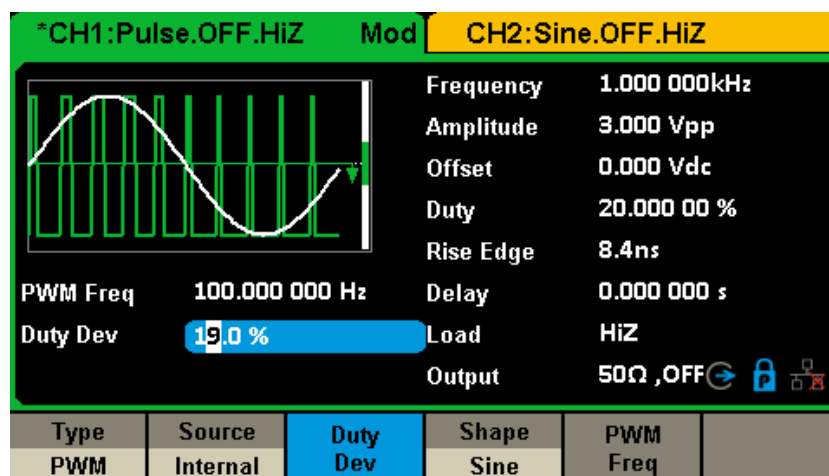 *CH1:Pulse.OFF.HiZ Mod CH2:Sine.OFF.HiZ
Frequency 1.000 000kHz
Amplitude 3.000 Vpp
Offset 0.000 Vdc
Duty 20.000 00 %
Rise Edge 8.4ns
PWM Freq 100.000 000 Hz
Delay 0.000 000 s
Duty Dev 19.0 %
Load HiZ
Output 50Ω ,OFF P
Type Source Duty Dev Shape PWM Freq
PWM Internal Sine